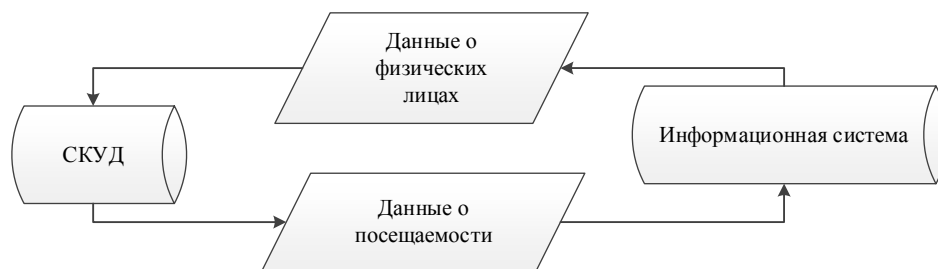 Данные о
физических
лицах
СКУД
Информационная система
Данные о
посещаемости